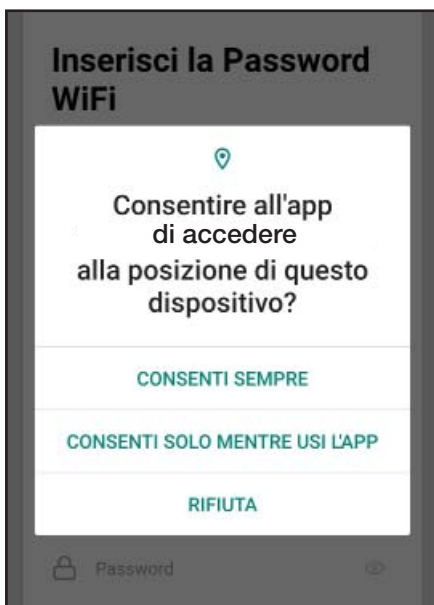 Inserisci la Password
WiFi
Consentire all'app
di accedere
alla posizione di questo
dispositivo?
CONSENTI SEMPRE
CONSENTI SOLO MENTRE USI L'APP
RIFIUTA
Password